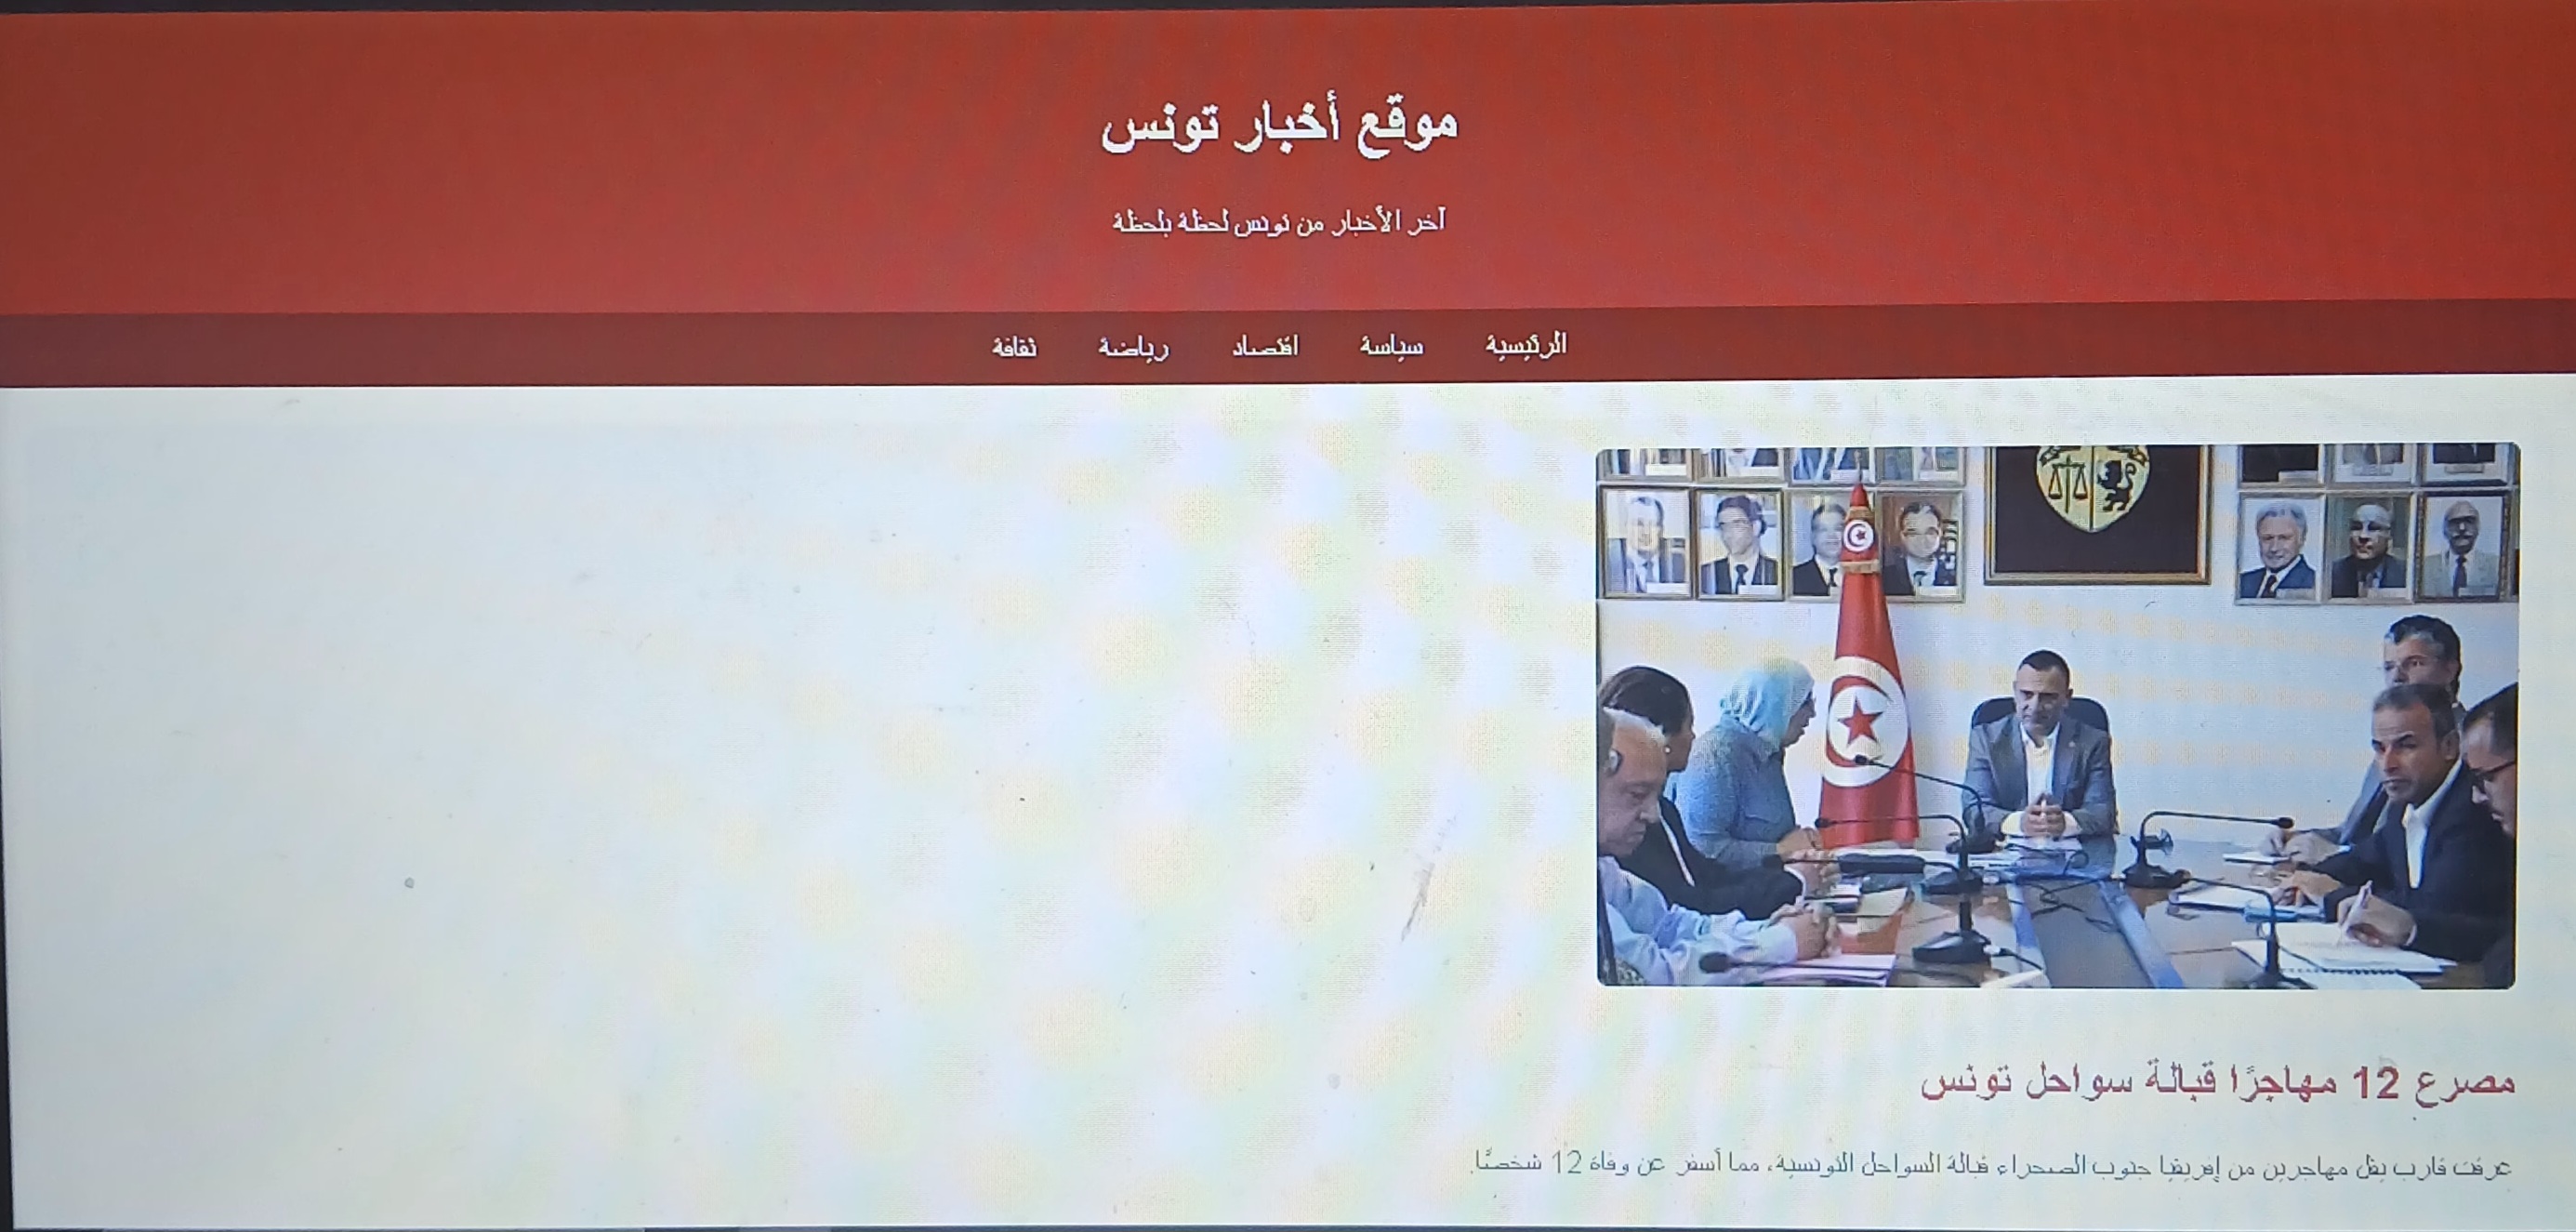 موقع أخبار تونس
آخر الأخبار من تونس لحظة بلحظة
الرئيسية سياسة اقتصاد رياضة ثقافة
مصرع 12 مهاجرًا قبالة سواحل تونس
عرفت قارب يقل مهاجرين من إفريقيا جنوب الصحراء قبالة السواحل التونسية، مما أسفر عن وفاة 12 شخصًا.